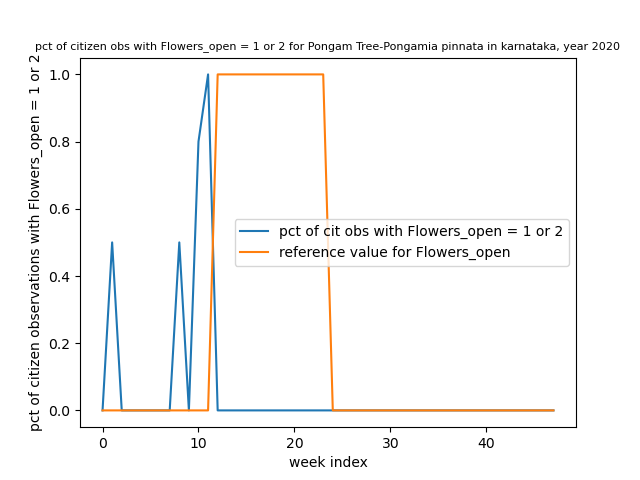 pct of citizen obs with Flowers_open = 1 or 2 for Pongam Tree-Pongamia pinnata in karnataka, year 2020
pct of citizen observations with Flowers_open = 1 or 2
1.0
0.8
0.6
0.4
0.2
0.0
pct of cit obs with Flowers_open = 1 or 2
reference value for Flowers_open
0 10 20 30 40
week index